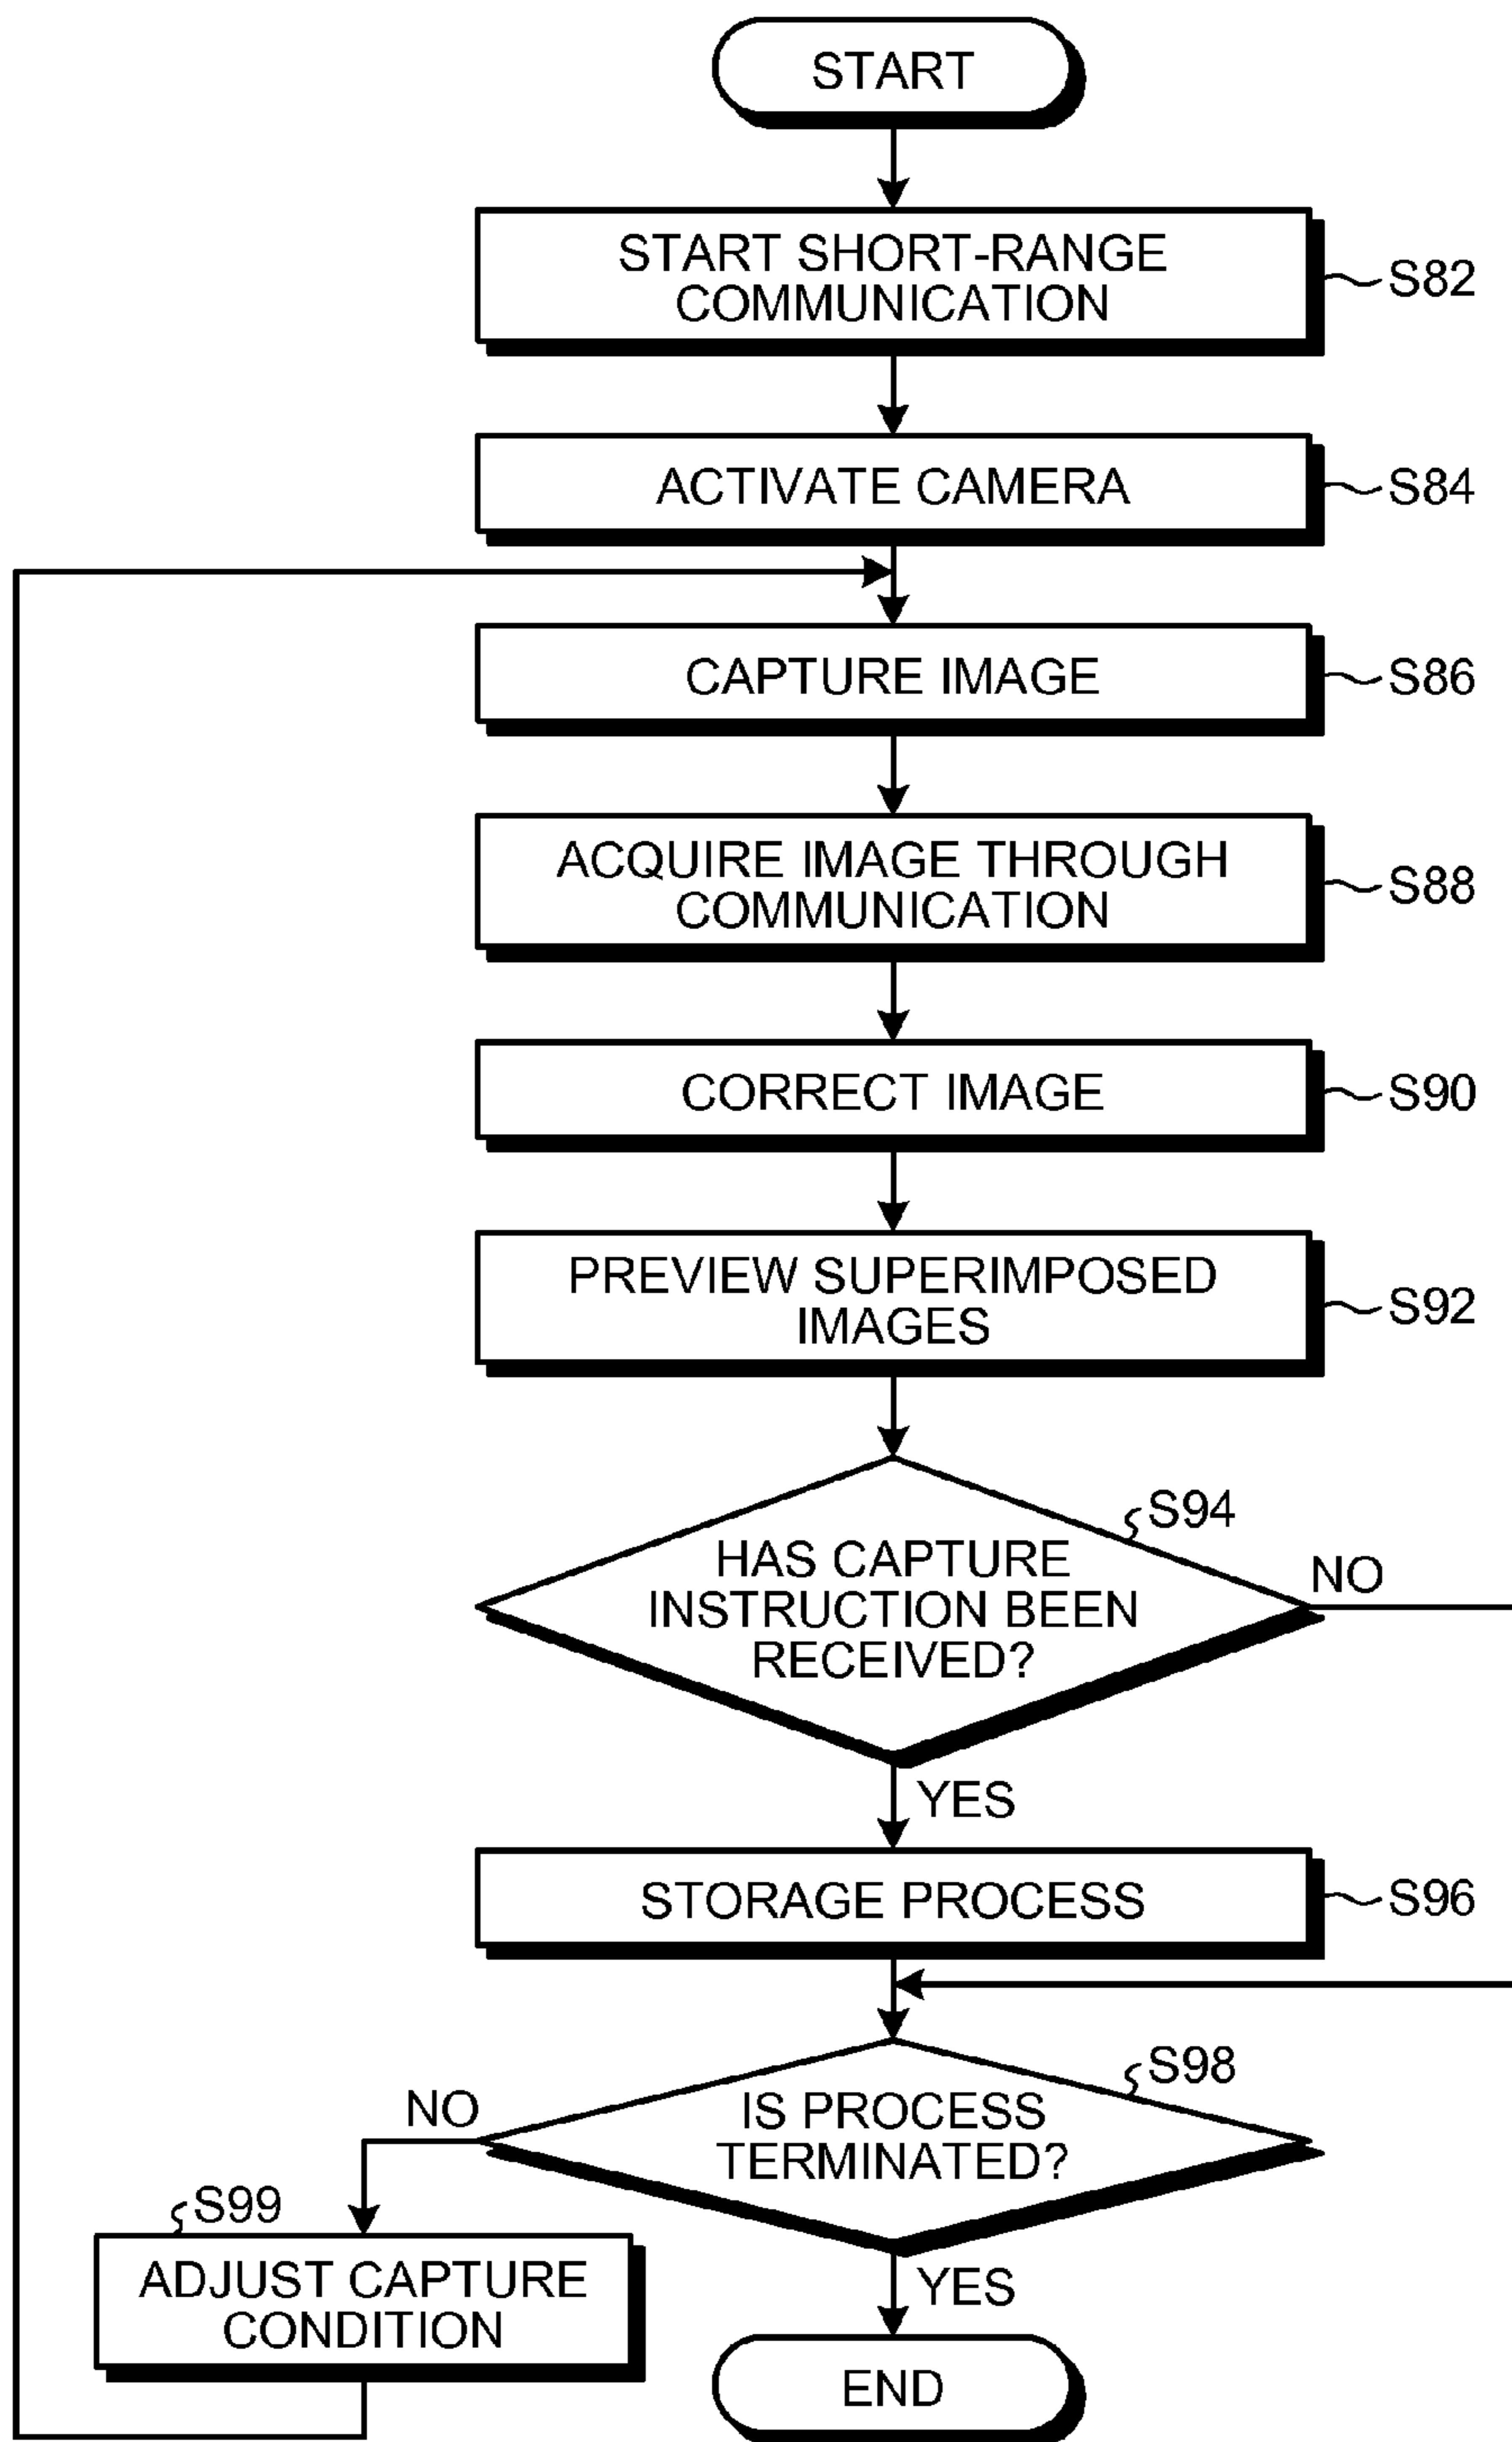 START
START SHORT-RANGE
COMMUNICATION
S82
ACTIVATE CAMERA
S84
CAPTURE IMAGE
S86
ACQUIRE IMAGE THROUGH
COMMUNICATION
S88
CORRECT IMAGE
S90
PREVIEW SUPERIMPOSED
IMAGES
S92
S94
HAS CAPTURE
INSTRUCTION BEEN
RECEIVED?
NO
YES
STORAGE PROCESS
S96
S98
IS PROCESS
TERMINATED?
NO
S99
ADJUST CAPTURE
CONDITION
YES
END